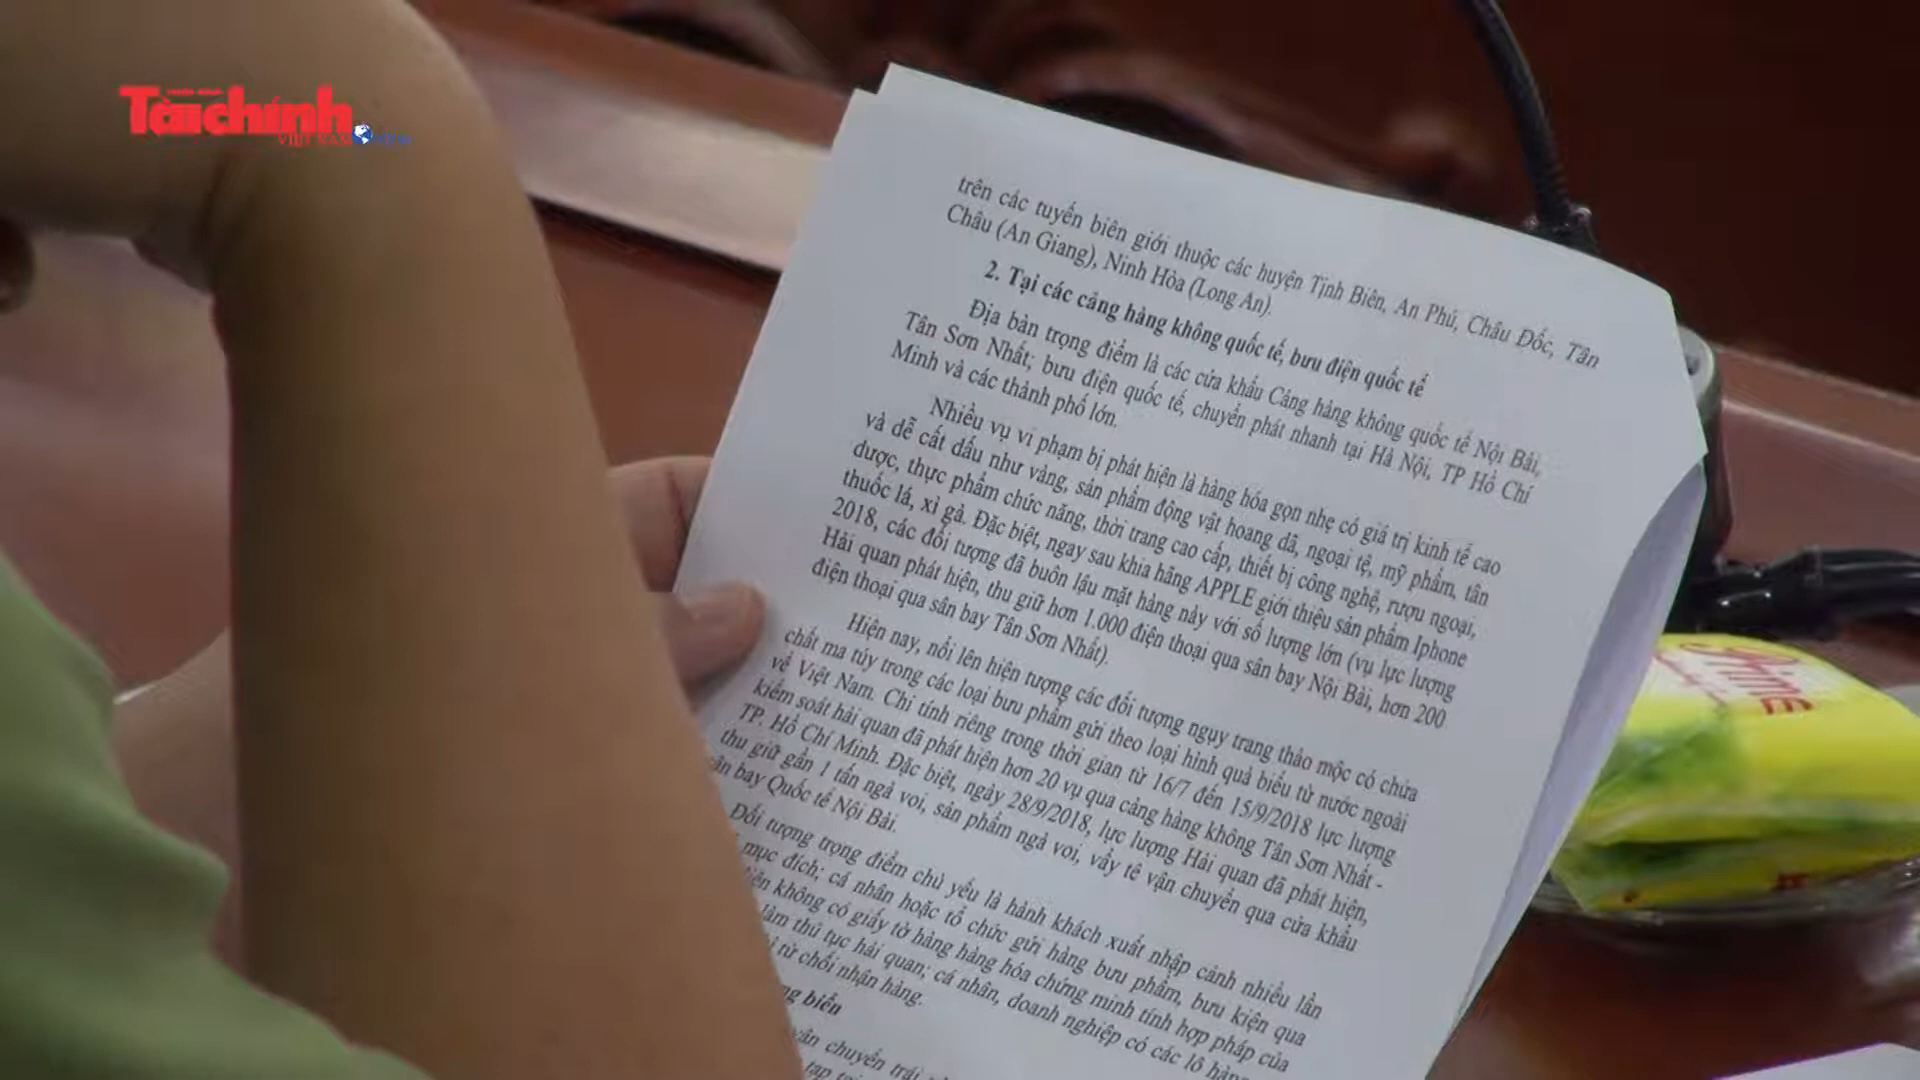 Tài chính
VIỆT NAM
trên các tuyến biên giới thuộc các huyện Tịnh Biên, An Phú, Châu Đốc, Tân
Châu (An Giang), Ninh Hòa (Long An).
2. Tại các cảng hàng không quốc tế, bưu điện quốc tế
Địa bàn trọng điểm là các cửa khẩu Cảng hàng không quốc tế Nội Bài,
Tân Sơn Nhất; bưu điện quốc tế, chuyển phát nhanh tại Hà Nội, TP Hồ Chí
Minh và các thành phố lớn.
Nhiều vụ vi phạm bị phát hiện là hàng hóa gọn nhẹ có giá trị kinh tế cao
và dễ cất dấu như vàng, sản phẩm động vật hoang dã, ngoại tệ, mỹ phẩm, tân
dược, thực phẩm chức năng, thời trang cao cấp, thiết bị công nghệ, rượu ngoại,
thuốc lá, xì gà. Đặc biệt, ngay sau khia hãng APPLE giới thiệu sản phẩm Iphone
2018, các đối tượng đã buôn lậu mặt hàng này với số lượng lớn (vụ lực lượng
Hải quan phát hiện, thu giữ hơn 1.000 điện thoại qua sân bay Nội Bài, hơn 200
điện thoại qua sân bay Tân Sơn Nhất).
Hiện nay, nổi lên hiện tượng các đối tượng ngụy trang thảo mộc có chứa
chất ma túy trong các loại bưu phẩm gửi theo loại hình quà biếu từ nước ngoài
về Việt Nam. Chỉ tính riêng trong thời gian từ 16/7 đến 15/9/2018 lực lượng
kiểm soát hải quan đã phát hiện hơn 20 vụ qua cảng hàng không Tân Sơn Nhất -
TP. Hồ Chí Minh. Đặc biệt, ngày 28/9/2018, lực lượng Hải quan đã phát hiện,
thu giữ gần 1 tấn ngà voi, sản phẩm ngà voi, vẩy tê vận chuyển qua cửa khẩu
sân bay Quốc tế Nội Bài.
Đối tượng trọng điểm chủ yếu là hành khách xuất nhập cảnh nhiều lần
mục đích; cá nhân hoặc tổ chức gửi hàng bưu phẩm, bưu kiện qua
không có giấy tờ hàng hàng hóa chứng minh tính hợp pháp của
làm thủ tục hải quan; cá nhân, doanh nghiệp có các lô hàng
từ chối nhận hàng.
biển
vận chuyển trái